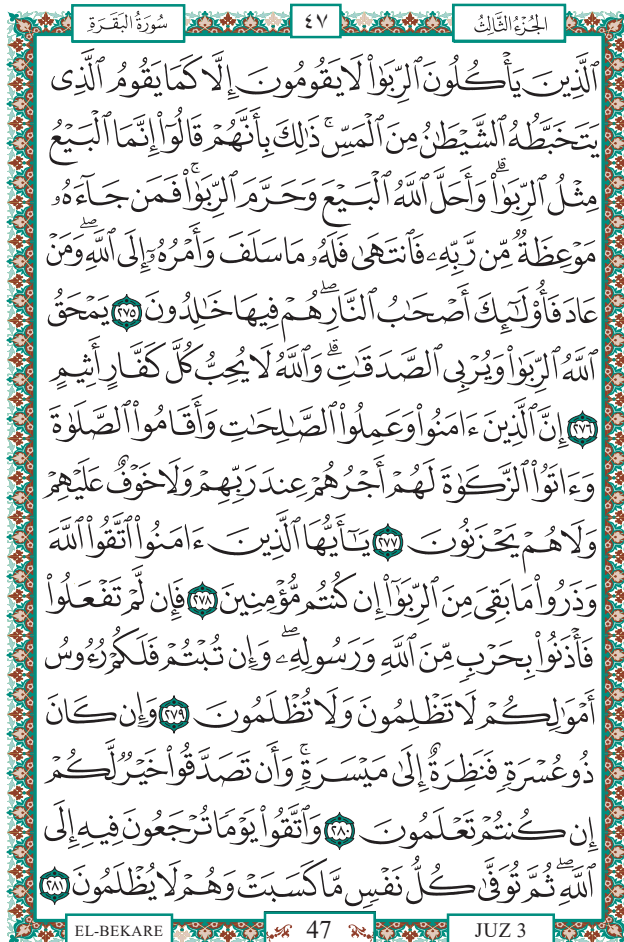 سُورَةُ الْبَقَرَةِ ٤٧ الجُزْءُ الثَّالِثُ
ٱلَّذِينَ يَأْكُلُونَ ٱلرِّبَوٰا۟ لَا يَقُومُونَ إِلَّا كَمَا يَقُومُ ٱلَّذِى
يَتَخَبَّطُهُ ٱلشَّيْطَٰنُ مِنَ ٱلْمَسِّ ۚ ذَٰلِكَ بِأَنَّهُمْ قَالُوٓا۟ إِنَّمَا ٱلْبَيْعُ
مِثْلُ ٱلرِّبَوٰا۟ ۗ وَأَحَلَّ ٱللَّهُ ٱلْبَيْعَ وَحَرَّمَ ٱلرِّبَوٰا۟ ۚ فَمَن جَآءَهُۥ
مَوْعِظَةٌ مِّن رَّبِّهِۦ فَٱنتَهَىٰ فَلَهُۥ مَا سَلَفَ وَأَمْرُهُۥٓ إِلَى ٱللَّهِ ۖ وَمَنْ
عَادَ فَأُو۟لَٰٓئِكَ أَصْحَٰبُ ٱلنَّارِ ۖ هُمْ فِيهَا خَٰلِدُونَ ٢٧٥ يَمْحَقُ
ٱللَّهُ ٱلرِّبَوٰا۟ وَيُرْبِى ٱلصَّدَقَٰتِ ۗ وَٱللَّهُ لَا يُحِبُّ كُلَّ كَفَّارٍ أَثِيمٍ
٢٧٦ إِنَّ ٱلَّذِينَ ءَامَنُوا۟ وَعَمِلُوا۟ ٱلصَّٰلِحَٰتِ وَأَقَامُوا۟ ٱلصَّلَوٰةَ
وَءَاتَوُا۟ ٱلزَّكَوٰةَ لَهُمْ أَجْرُهُمْ عِندَ رَبِّهِمْ وَلَا خَوْفٌ عَلَيْهِمْ
وَلَا هُمْ يَحْزَنُونَ ٢٧٧ يَٰٓأَيُّهَا ٱلَّذِينَ ءَامَنُوا۟ ٱتَّقُوا۟ ٱللَّهَ
وَذَرُوا۟ مَا بَقِىَ مِنَ ٱلرِّبَوٰٓا۟ إِن كُنتُم مُّؤْمِنِينَ ٢٧٨ فَإِن لَّمْ تَفْعَلُوا۟
فَأْذَنُوا۟ بِحَرْبٍ مِّنَ ٱللَّهِ وَرَسُولِهِۦ ۖ وَإِن تُبْتُمْ فَلَكُمْ رُءُوسُ
أَمْوَٰلِكُمْ لَا تَظْلِمُونَ وَلَا تُظْلَمُونَ ٢٧٩ وَإِن كَانَ
ذُو عُسْرَةٍ فَنَظِرَةٌ إِلَىٰ مَيْسَرَةٍ ۚ وَأَن تَصَدَّقُوا۟ خَيْرٌ لَّكُمْ
إِن كُنتُمْ تَعْلَمُونَ ٢٨٠ وَٱتَّقُوا۟ يَوْمًا تُرْجَعُونَ فِيهِ إِلَى
ٱللَّهِ ۖ ثُمَّ تُوَفَّىٰ كُلُّ نَفْسٍ مَّا كَسَبَتْ وَهُمْ لَا يُظْلَمُونَ ٢٨١
EL-BEKARE 47 JUZ 3